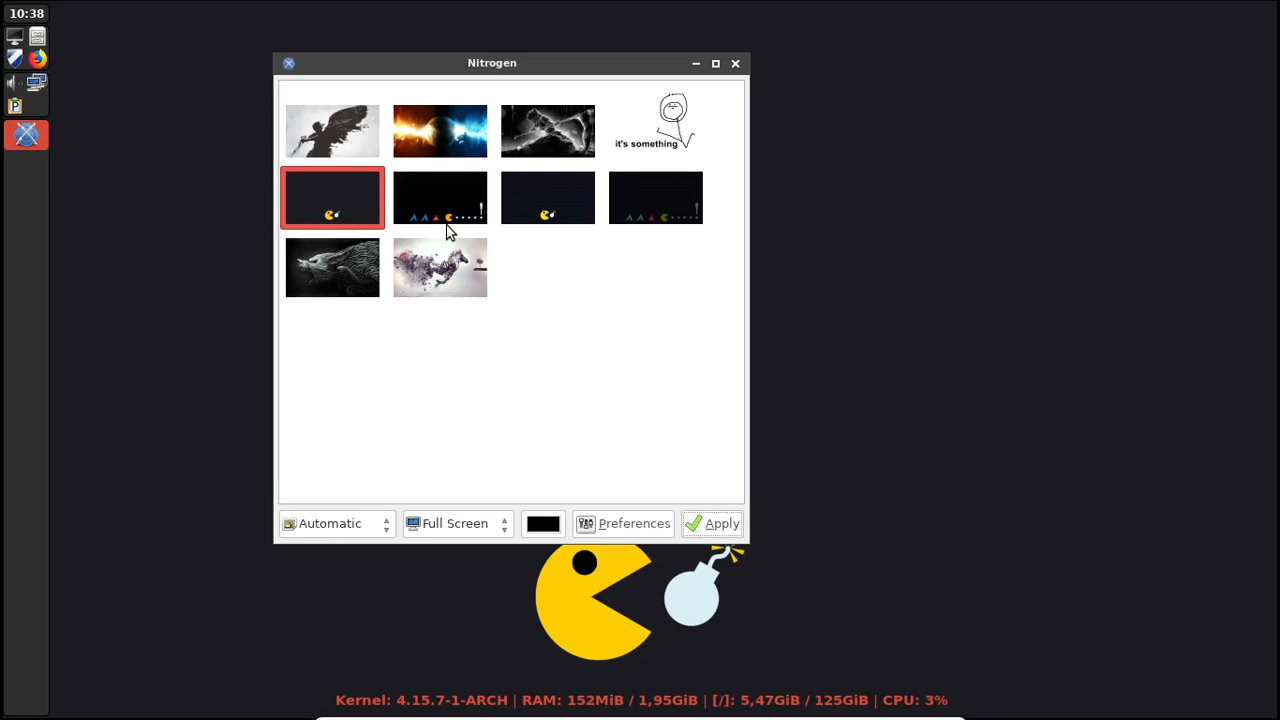 10:38
Nitrogen
it's something
Automatic
Full Screen
Preferences
Apply
Kernel: 4.15.7-1-ARCH | RAM: 152MiB / 1,95GiB | [/]: 5,47GiB / 125GiB | CPU: 3%